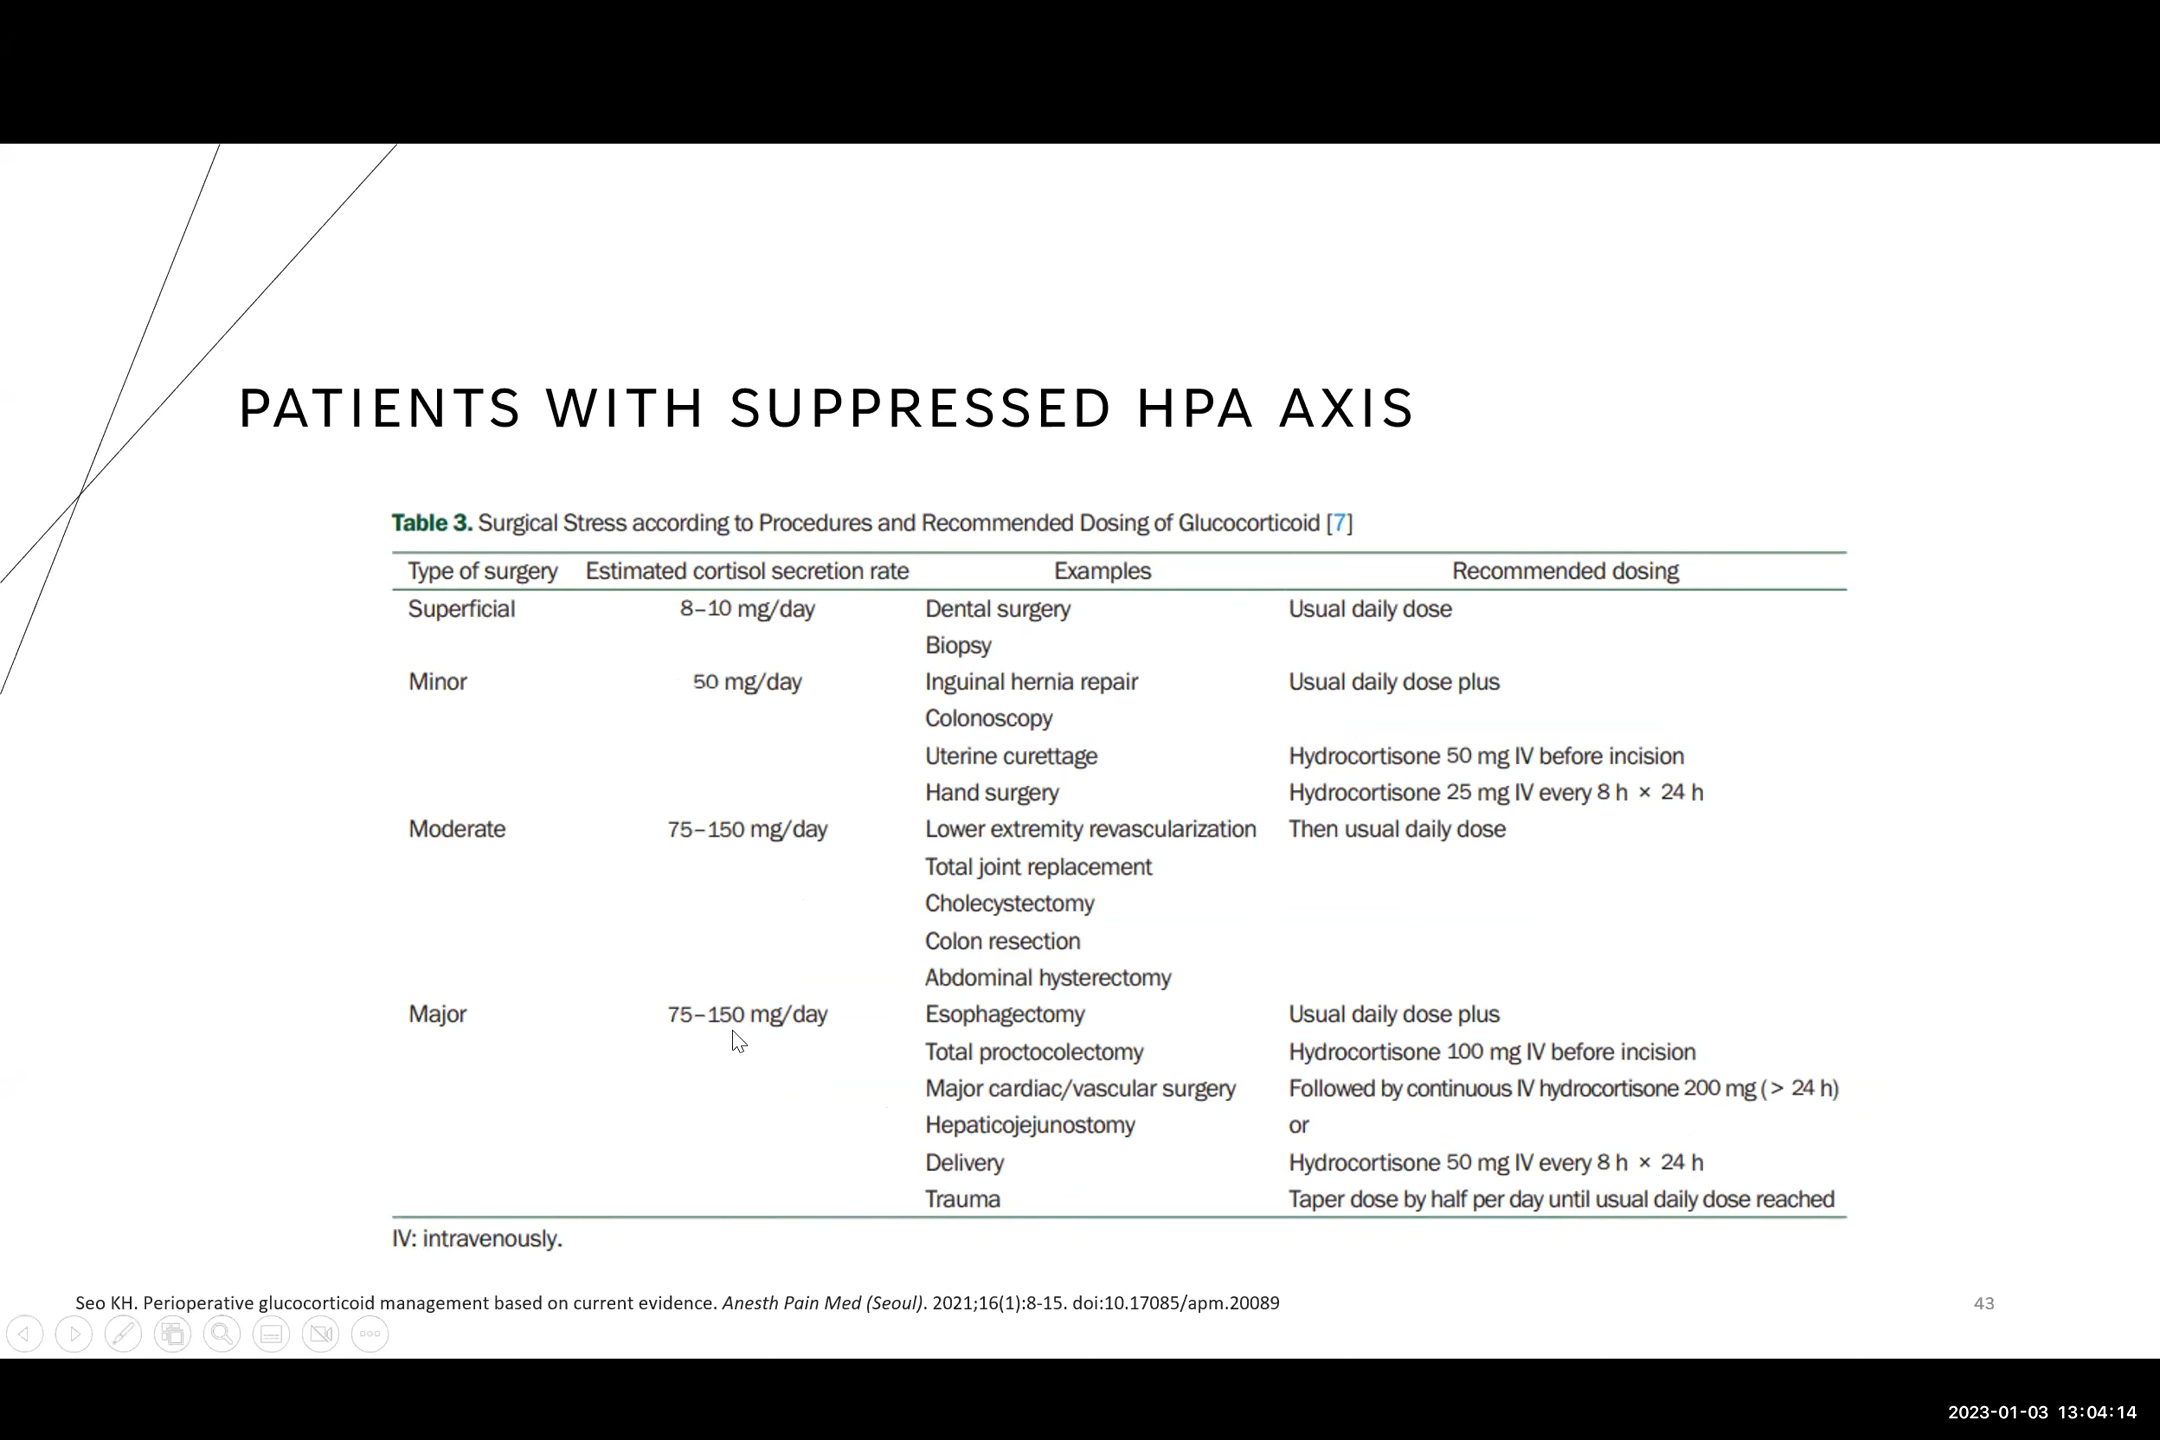 PATIENTS WITH SUPPRESSED HPA AXIS
Table 3. Surgical Stress according to Procedures and Recommended Dosing of Glucocorticoid [7]
Type of surgery Estimated cortisol secretion rate Examples Recommended dosing
Superficial 8–10 mg/day Dental surgery Usual daily dose
Biopsy
Minor 50 mg/day Inguinal hernia repair Usual daily dose plus
Colonoscopy
Uterine curettage Hydrocortisone 50 mg IV before incision
Hand surgery Hydrocortisone 25 mg IV every 8 h × 24 h
Moderate 75–150 mg/day Lower extremity revascularization Then usual daily dose
Total joint replacement
Cholecystectomy
Colon resection
Abdominal hysterectomy
Major 75–150 mg/day Esophagectomy Usual daily dose plus
Total proctocolectomy Hydrocortisone 100 mg IV before incision
Major cardiac/vascular surgery Followed by continuous IV hydrocortisone 200 mg (> 24 h)
Hepaticojejunostomy or
Delivery Hydrocortisone 50 mg IV every 8 h × 24 h
Trauma Taper dose by half per day until usual daily dose reached
IV: intravenously.
Seo KH. Perioperative glucocorticoid management based on current evidence. Anesth Pain Med (Seoul). 2021;16(1):8-15. doi:10.17085/apm.20089
43
2023-01-03 13:04:14